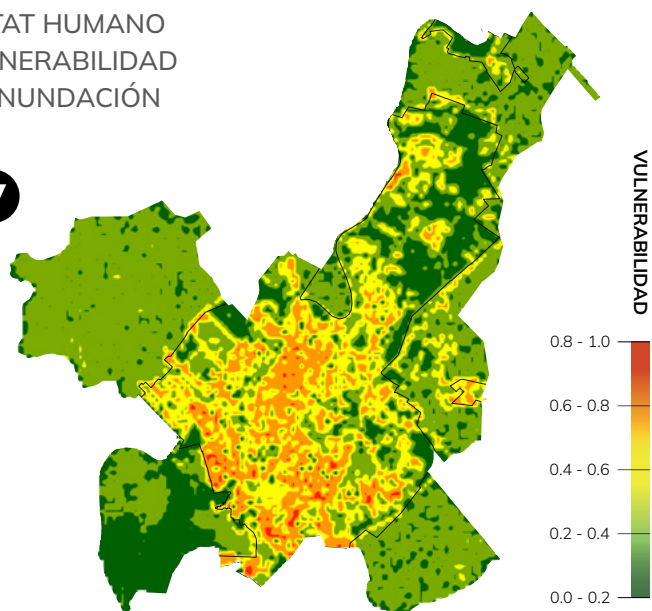 TAT HUMANO
NERABILIDAD
NUNDACIÓN
VULNERABILIDAD
0.8 - 1.0
0.6 - 0.8
0.4 - 0.6
0.2 - 0.4
0.0 - 0.2